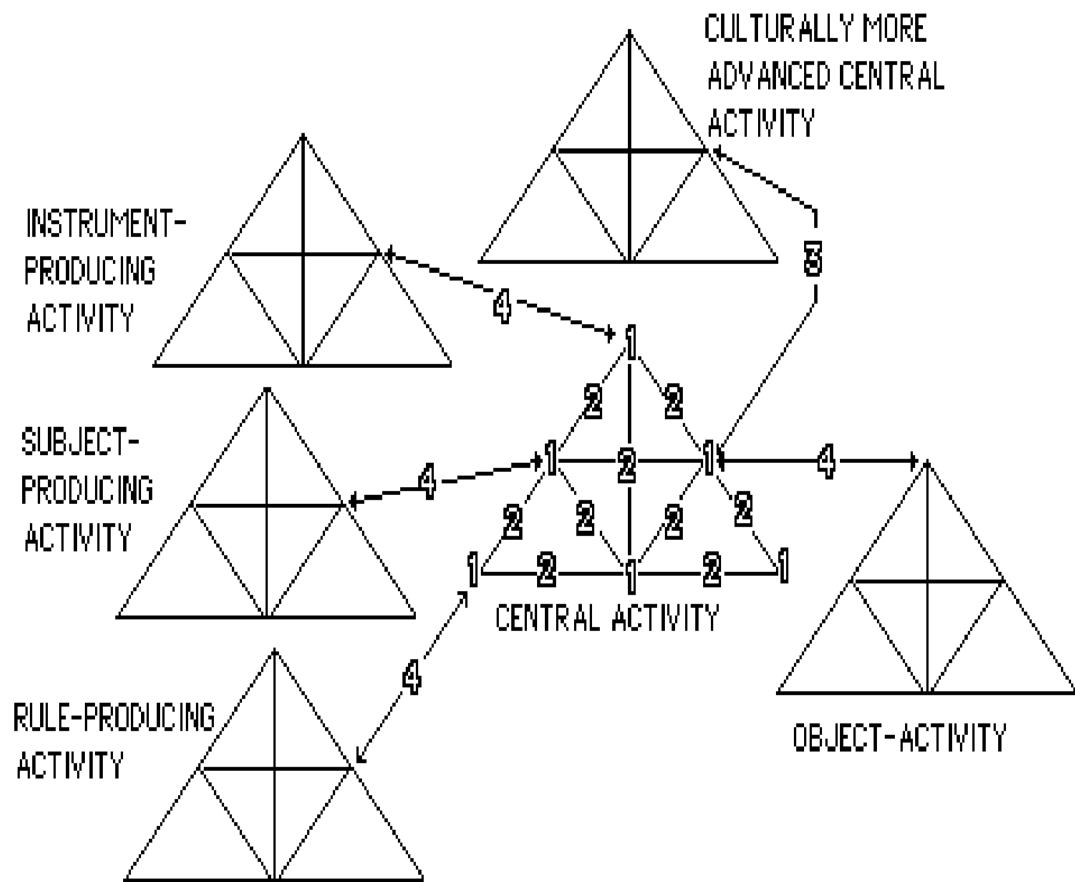 CULTURALLY MORE
ADVANCED CENTRAL
ACTIVITY
INSTRUMENT-
PRODUCING
ACTIVITY
3
4
1
2 2
SUBJECT-
PRODUCING
ACTIVITY
4
1 2 1
4
2 2 2 2
1 2 1 2 1
CENTRAL ACTIVITY
4
RULE-PRODUCING
ACTIVITY
OBJECT-ACTIVITY